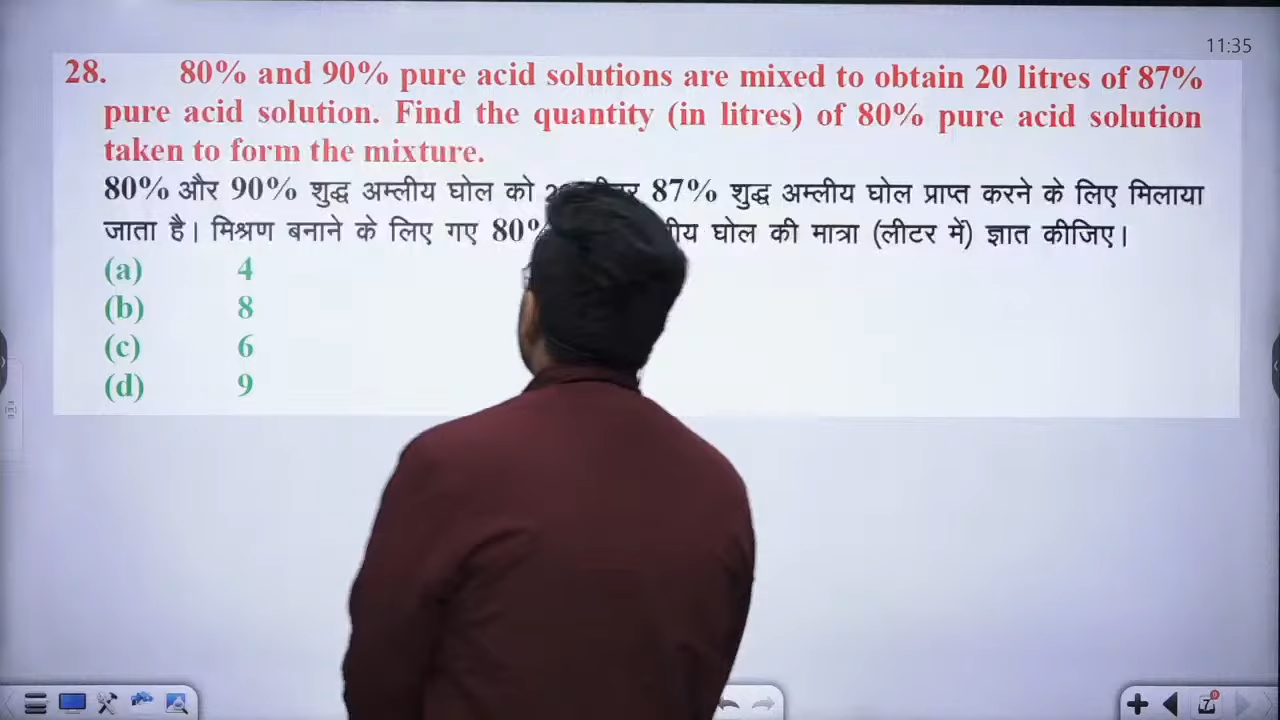 11:35
28. 80% and 90% pure acid solutions are mixed to obtain 20 litres of 87%
pure acid solution. Find the quantity (in litres) of 80% pure acid solution
taken to form the mixture.
80% और 90% शुद्ध अम्लीय घोल को 87% शुद्ध अम्लीय घोल प्राप्त करने के लिए मिलाया
जाता है। मिश्रण बनाने के लिए गए घोल की मात्रा (लीटर में) ज्ञात कीजिए।
(a) 4
(b) 8
(c) 6
(d) 9